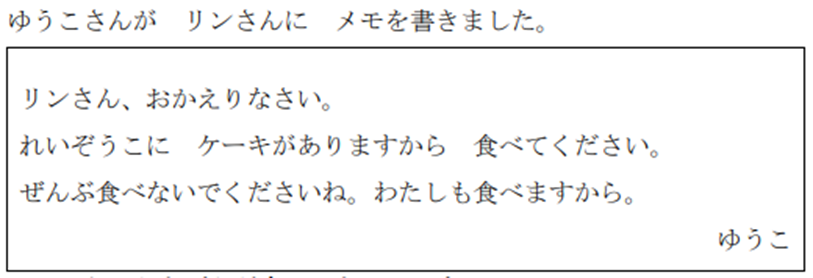 ゆうこさんが　リンさんに　メモを書きました。
リンさん、おかえりなさい。
れいぞうこに　ケーキがありますから　食べてください。
ぜんぶ食べないでくださいね。わたしも食べますから。
ゆうこ